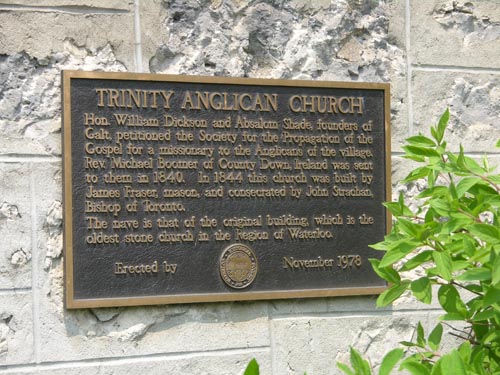 TRINITY ANGLICAN CHURCH
Hon. William Dickson and Absalom Shade, founders of
Galt, petitioned the Society for the Propagation of the
Gospel for a missionary to the Anglicans of the village.
Rev. Michael Boomer of County Down, Ireland was sent
to them in 1840. In 1844 this church was built by
James Fraser, mason, and consecrated by John Strachan,
Bishop of Toronto.
The nave is that of the original building, which is the
oldest stone church in the Region of Waterloo.
Erected by November 1978